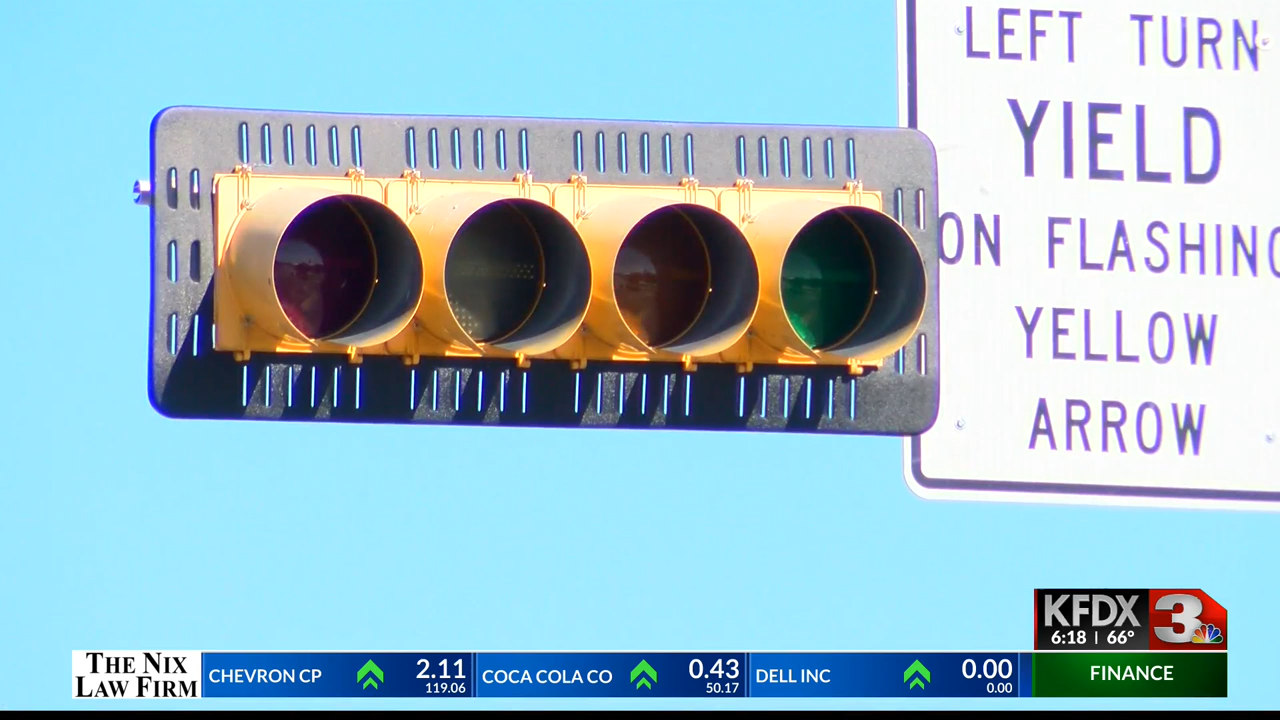 LEFT TURN
YIELD
ON FLASHING
YELLOW
ARROW
KFDX 3
6:18 | 66°
THE NIX
LAW FIRM
CHEVRON CP 2.11
119.06
COCA COLA CO 0.43
50.17
DELL INC 0.00
0.00
FINANCE